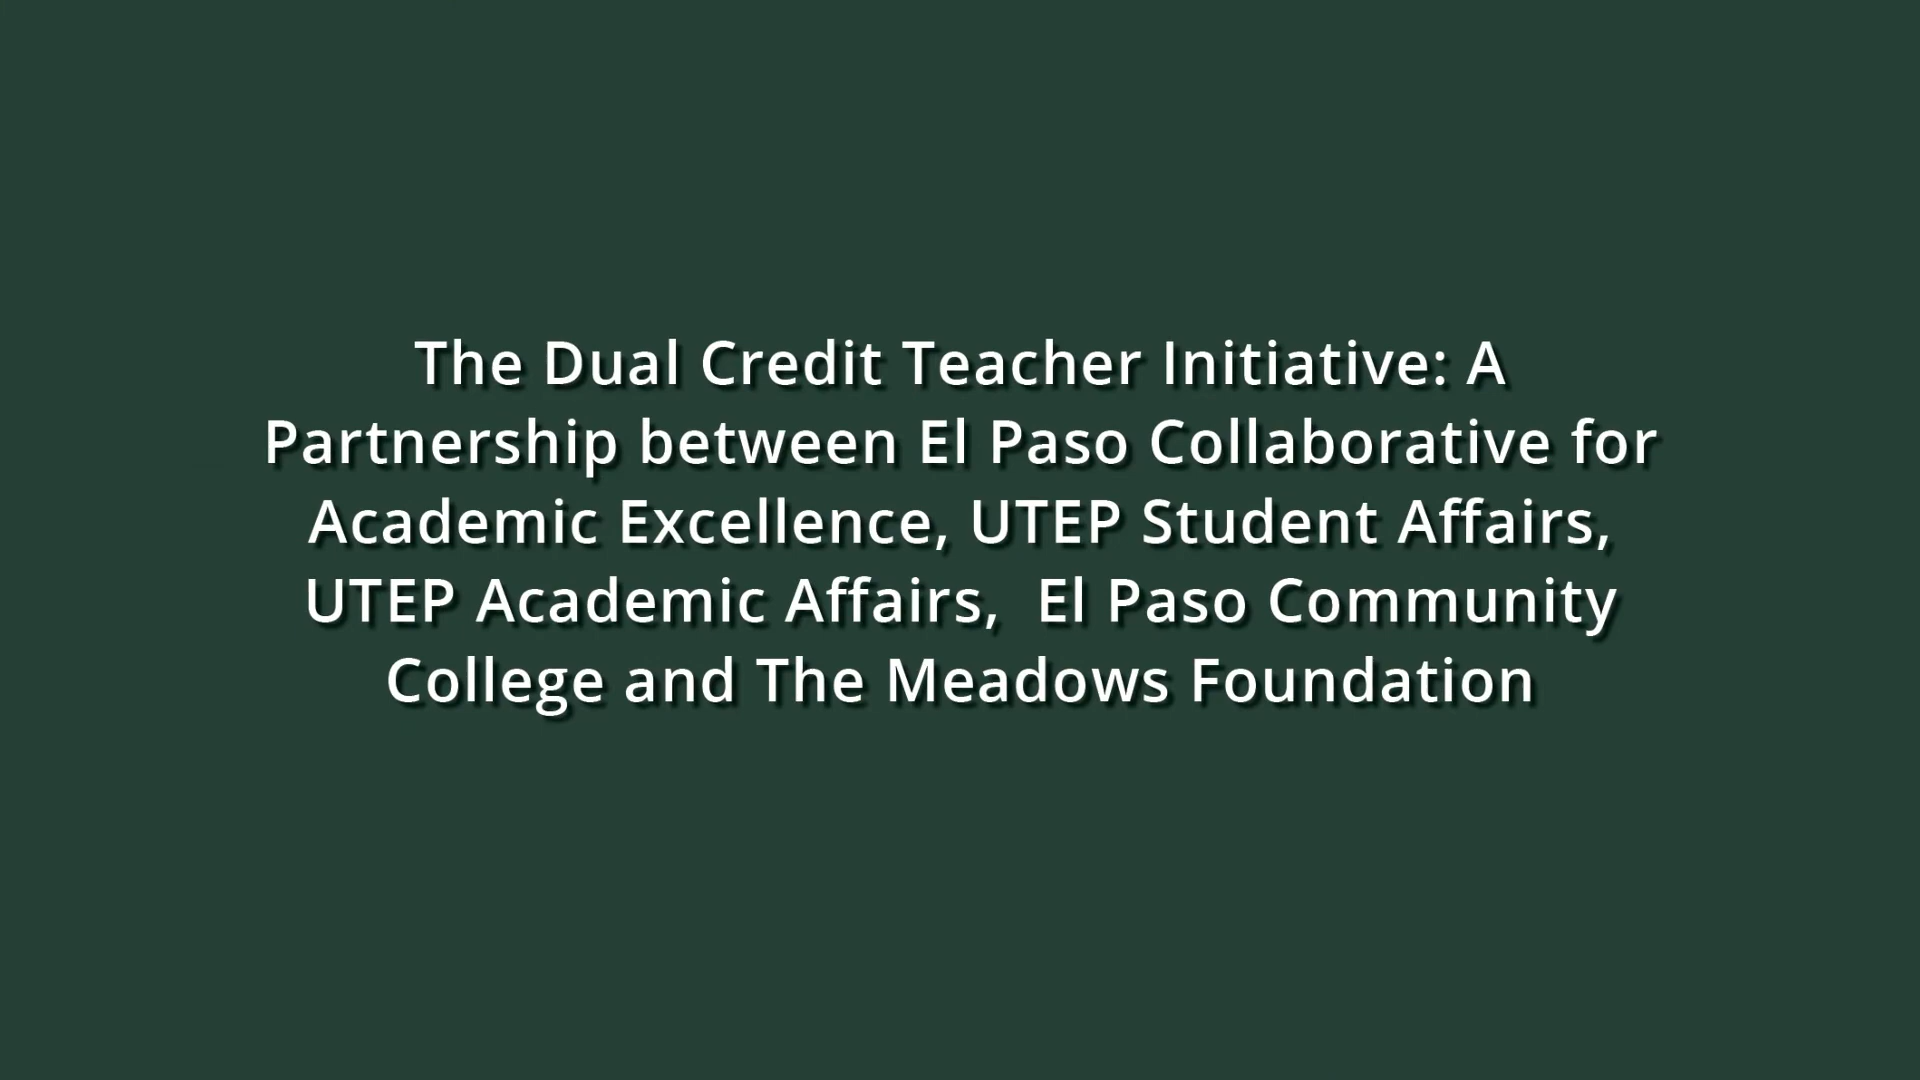 The Dual Credit Teacher Initiative: A
Partnership between El Paso Collaborative for
Academic Excellence, UTEP Student Affairs,
UTEP Academic Affairs,  El Paso Community
College and The Meadows Foundation